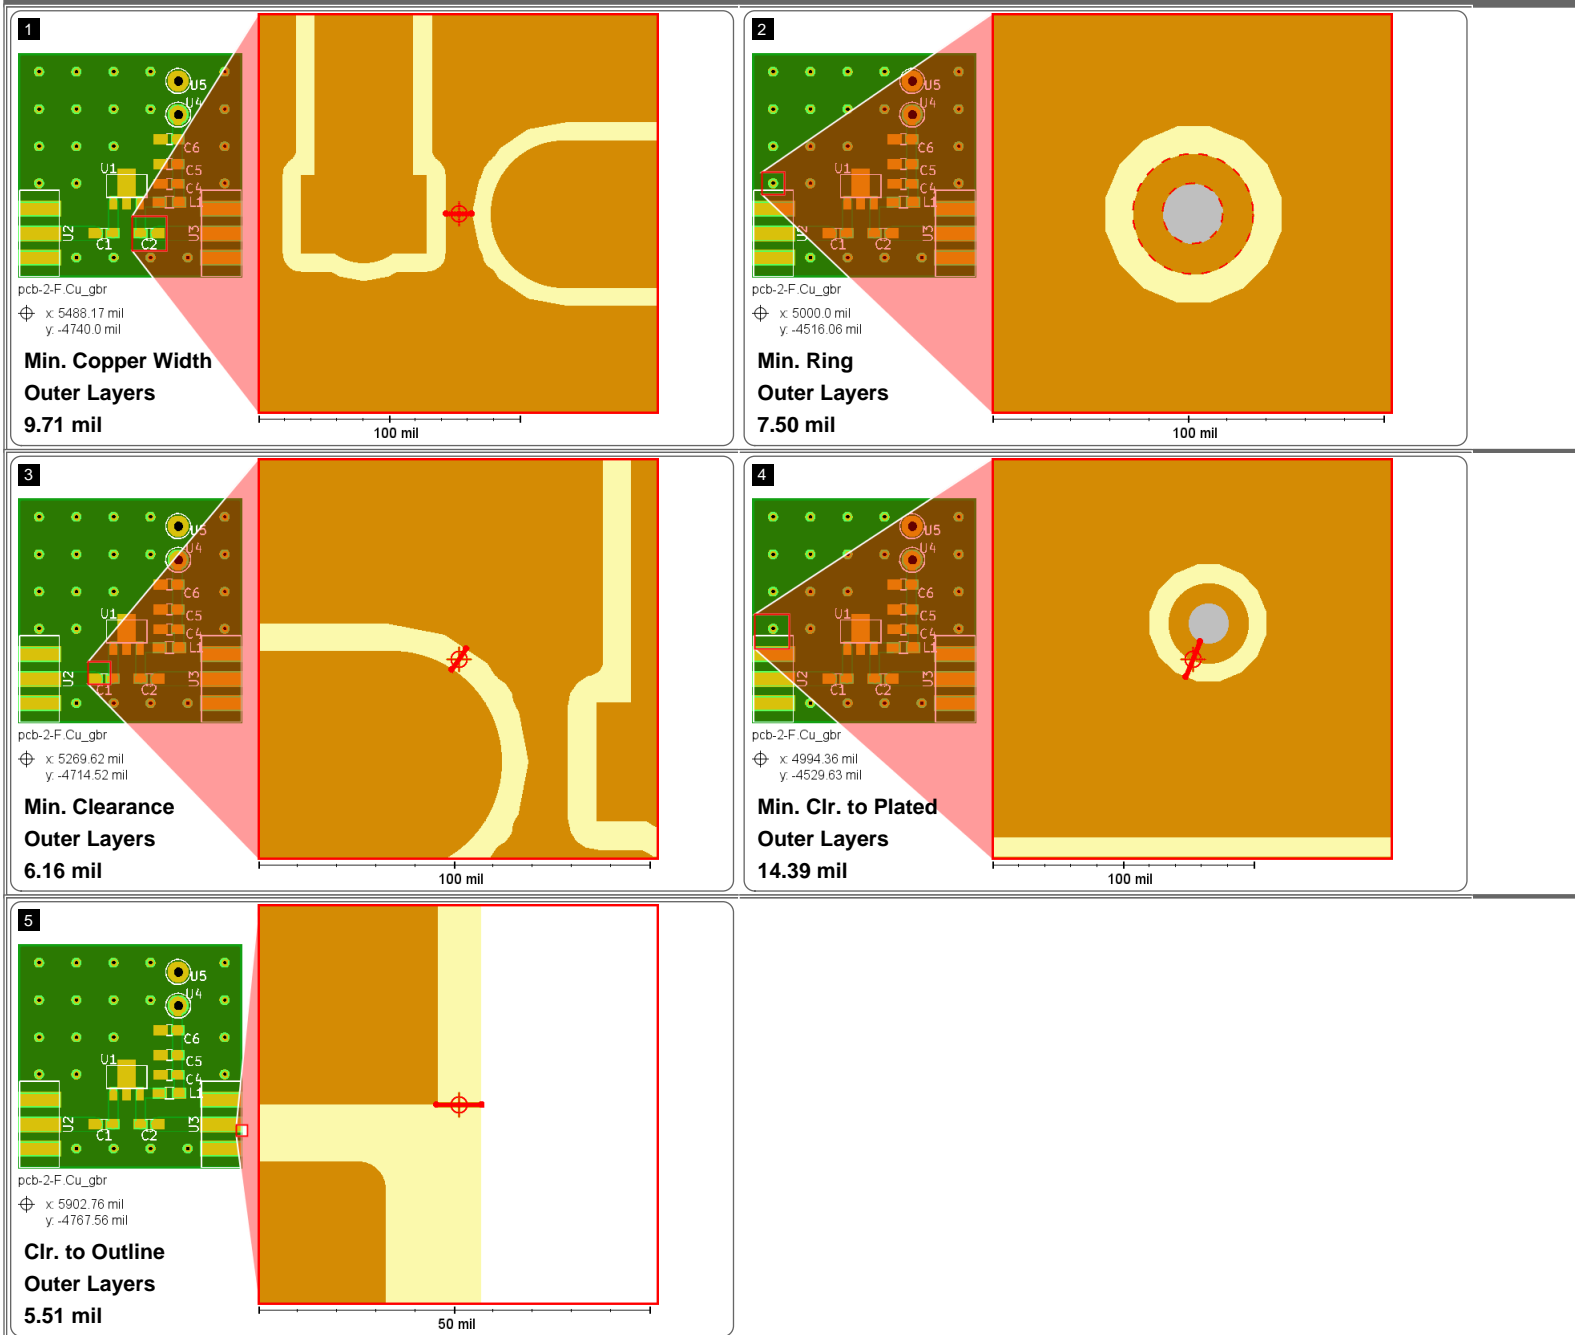 1
U5
U4
C6
U1
C5
C4
L1
U2
C1
C2
U3
pcb-2-F.Cu_gbr
x: 5488.17 mil
y: -4740.0 mil
Min. Copper Width
Outer Layers
9.71 mil
100 mil
2
U5
U4
C6
U1
C5
C4
L1
U2
C1
C2
U3
pcb-2-F.Cu_gbr
x: 5000.0 mil
y: -4516.06 mil
Min. Ring
Outer Layers
7.50 mil
100 mil
3
U5
U4
C6
U1
C5
C4
L1
U2
C1
C2
U3
pcb-2-F.Cu_gbr
x: 5269.62 mil
y: -4714.52 mil
Min. Clearance
Outer Layers
6.16 mil
100 mil
4
U5
U4
C6
U1
C5
C4
L1
U2
C1
C2
U3
pcb-2-F.Cu_gbr
x: 4994.36 mil
y: -4529.63 mil
Min. Clr. to Plated
Outer Layers
14.39 mil
100 mil
5
U5
U4
C6
U1
C5
C4
L1
U2
C1
C2
U3
pcb-2-F.Cu_gbr
x: 5902.76 mil
y: -4767.56 mil
Clr. to Outline
Outer Layers
5.51 mil
50 mil